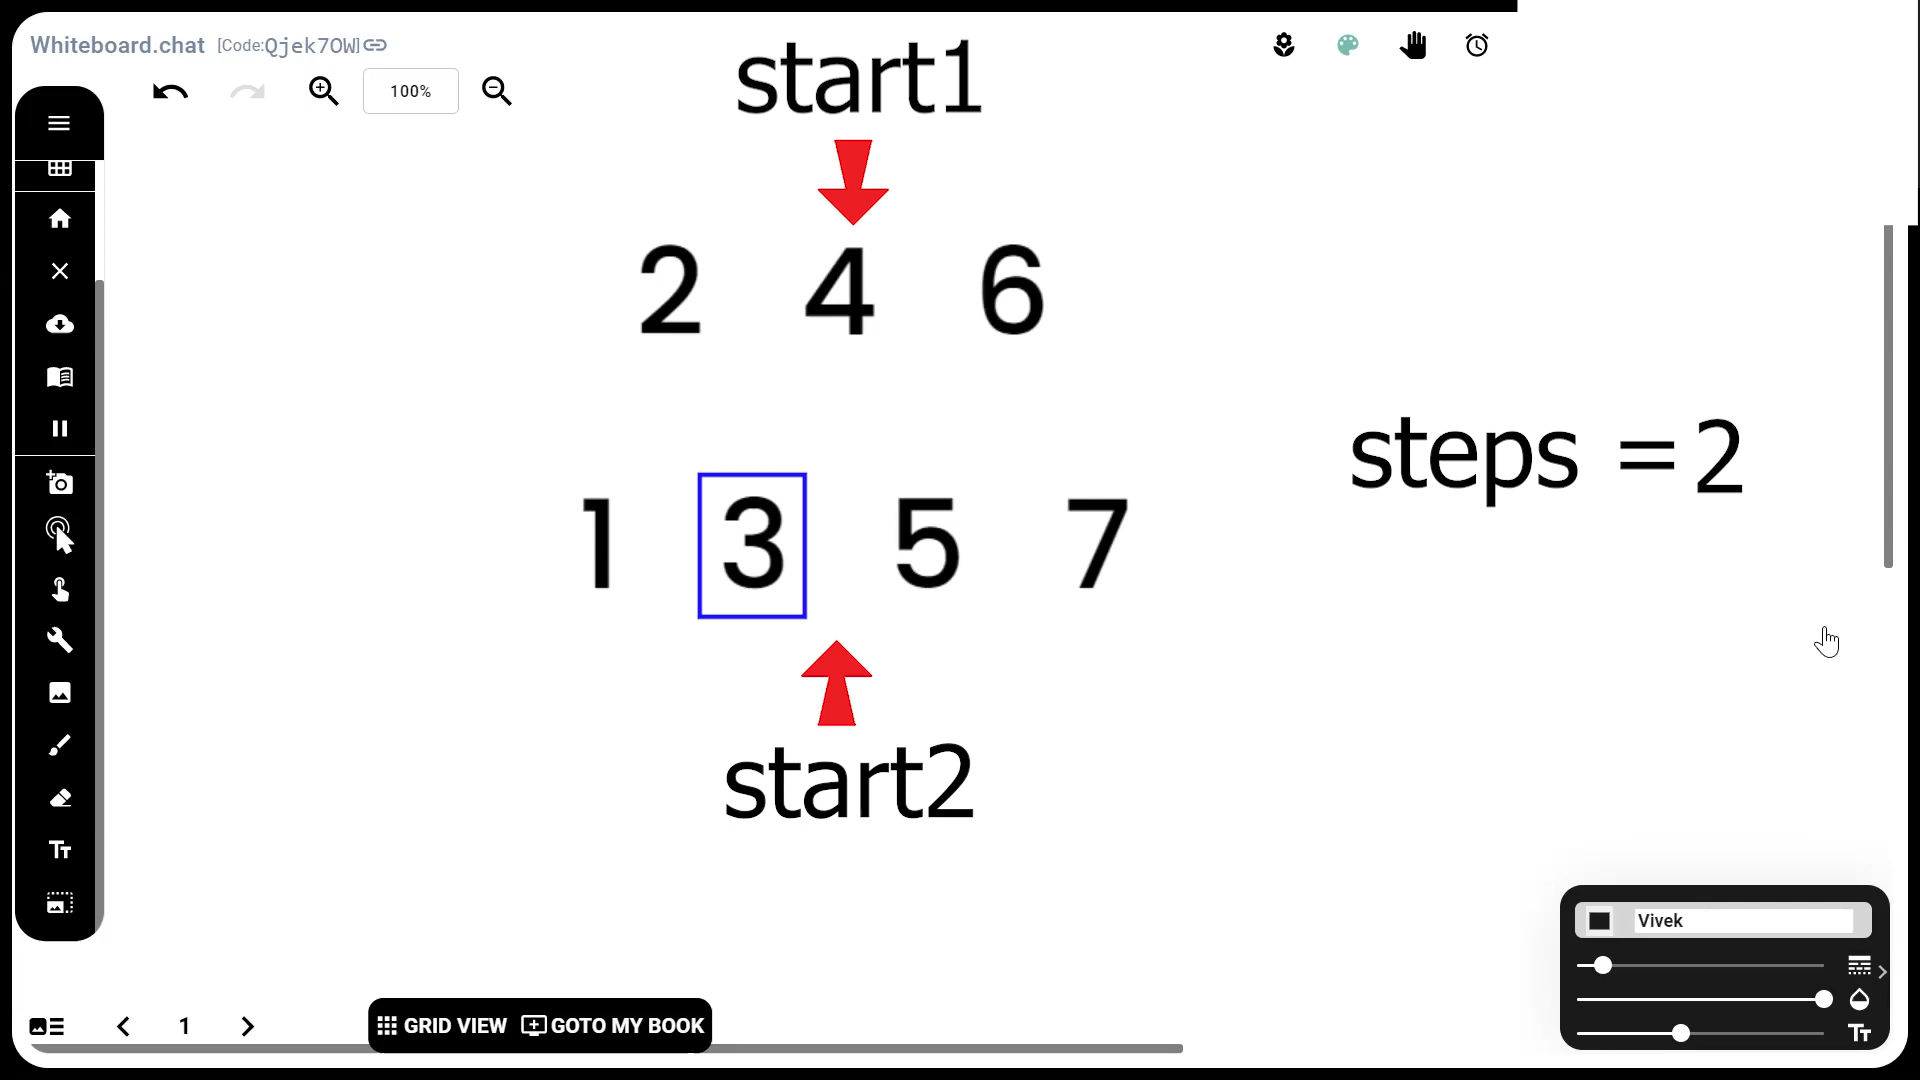 Whiteboard.chat [Code:Qjek7OW]
100%
start1
2 4 6
steps = 2
1 3 5 7
start2
Vivek
1
GRID VIEW GOTO MY BOOK